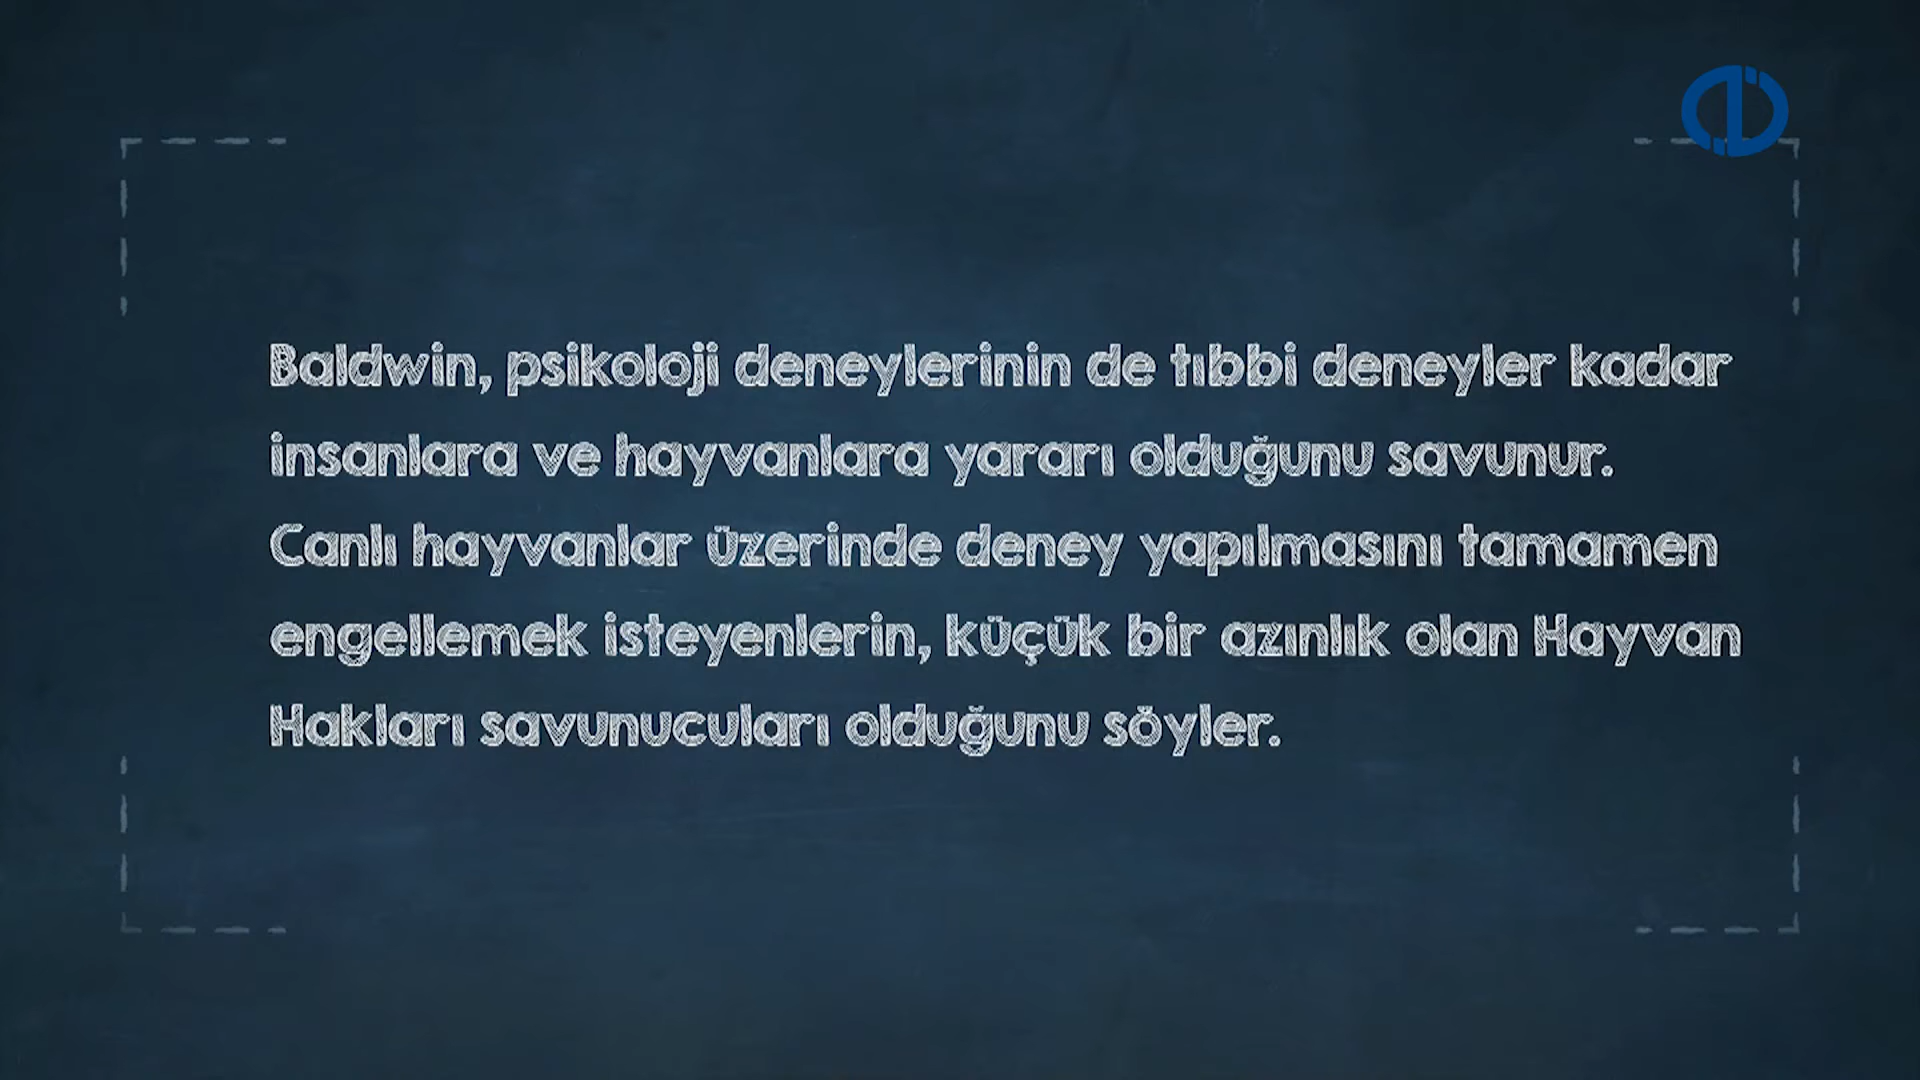 Baldwin, psikoloji deneylerinin de tıbbi deneyler kadar
insanlara ve hayvanlara yararı olduğunu savunur.
Canlı hayvanlar üzerinde deney yapılmasını tamamen
engellemek isteyenlerin, küçük bir azınlık olan Hayvan
Hakları savunucuları olduğunu söyler.